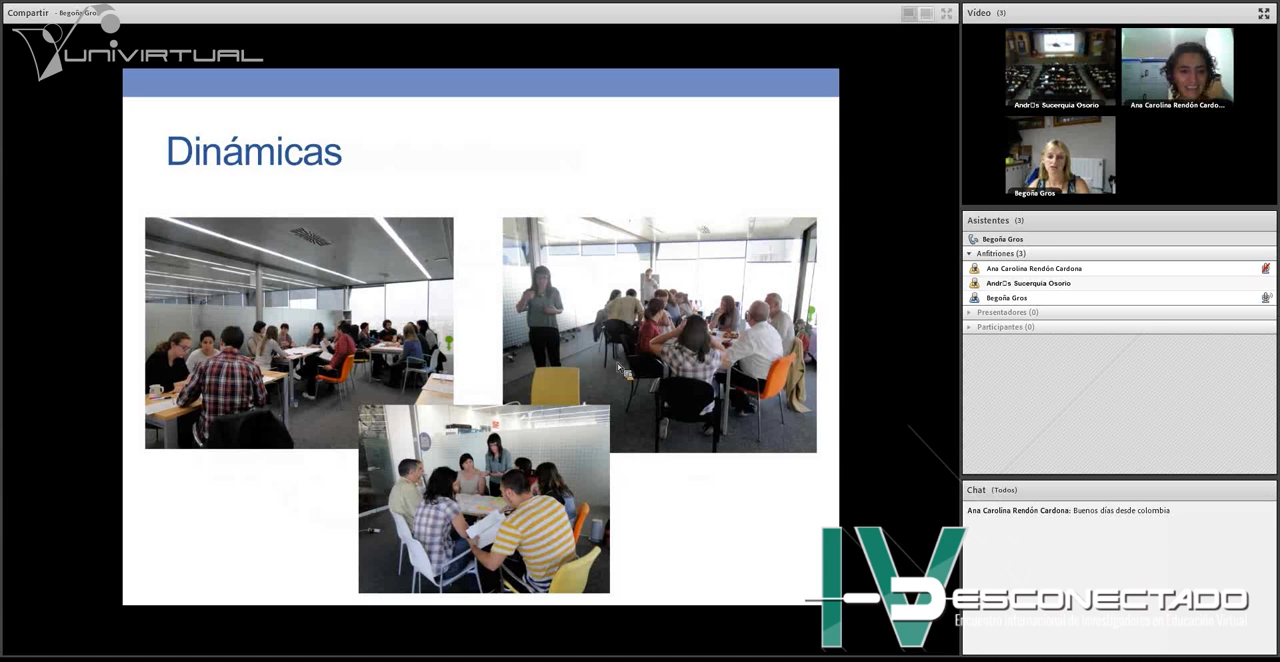 Compartir - Begoña Gros
UNIVIRTUAL
Dinámicas
Vídeo (3)
Andr□s Sucerquia Osorio
Ana Carolina Rendón Cardo...
Begoña Gros
Asistentes (3)
Begoña Gros
Anfitriones (3)
Ana Carolina Rendón Cardona
Andr□s Sucerquia Osorio
Begoña Gros
Presentadores (0)
Participantes (0)
Chat (Todos)
Ana Carolina Rendón Cardona: Buenos días desde colombia
IV
DESCONECTADO
Encuentro Internacional de Investigadores en Educación Virtual